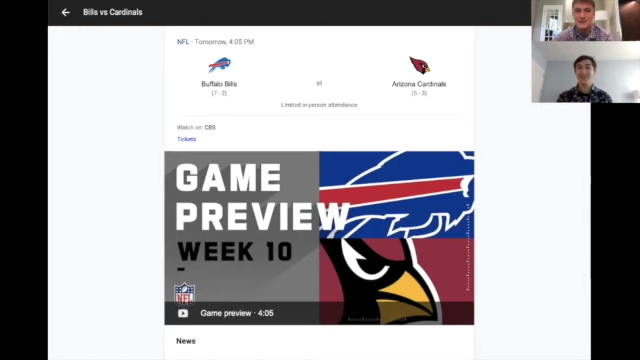 Bills vs Cardinals
NFL · Tomorrow, 4:05 PM
Buffalo Bills
at
Arizona Cardinals
(7 - 2)
(5 - 3)
Limited in-person attendance
Watch on: CBS
Tickets
GAME
PREVIEW
WEEK 10
NFL
Game preview · 4:05
News